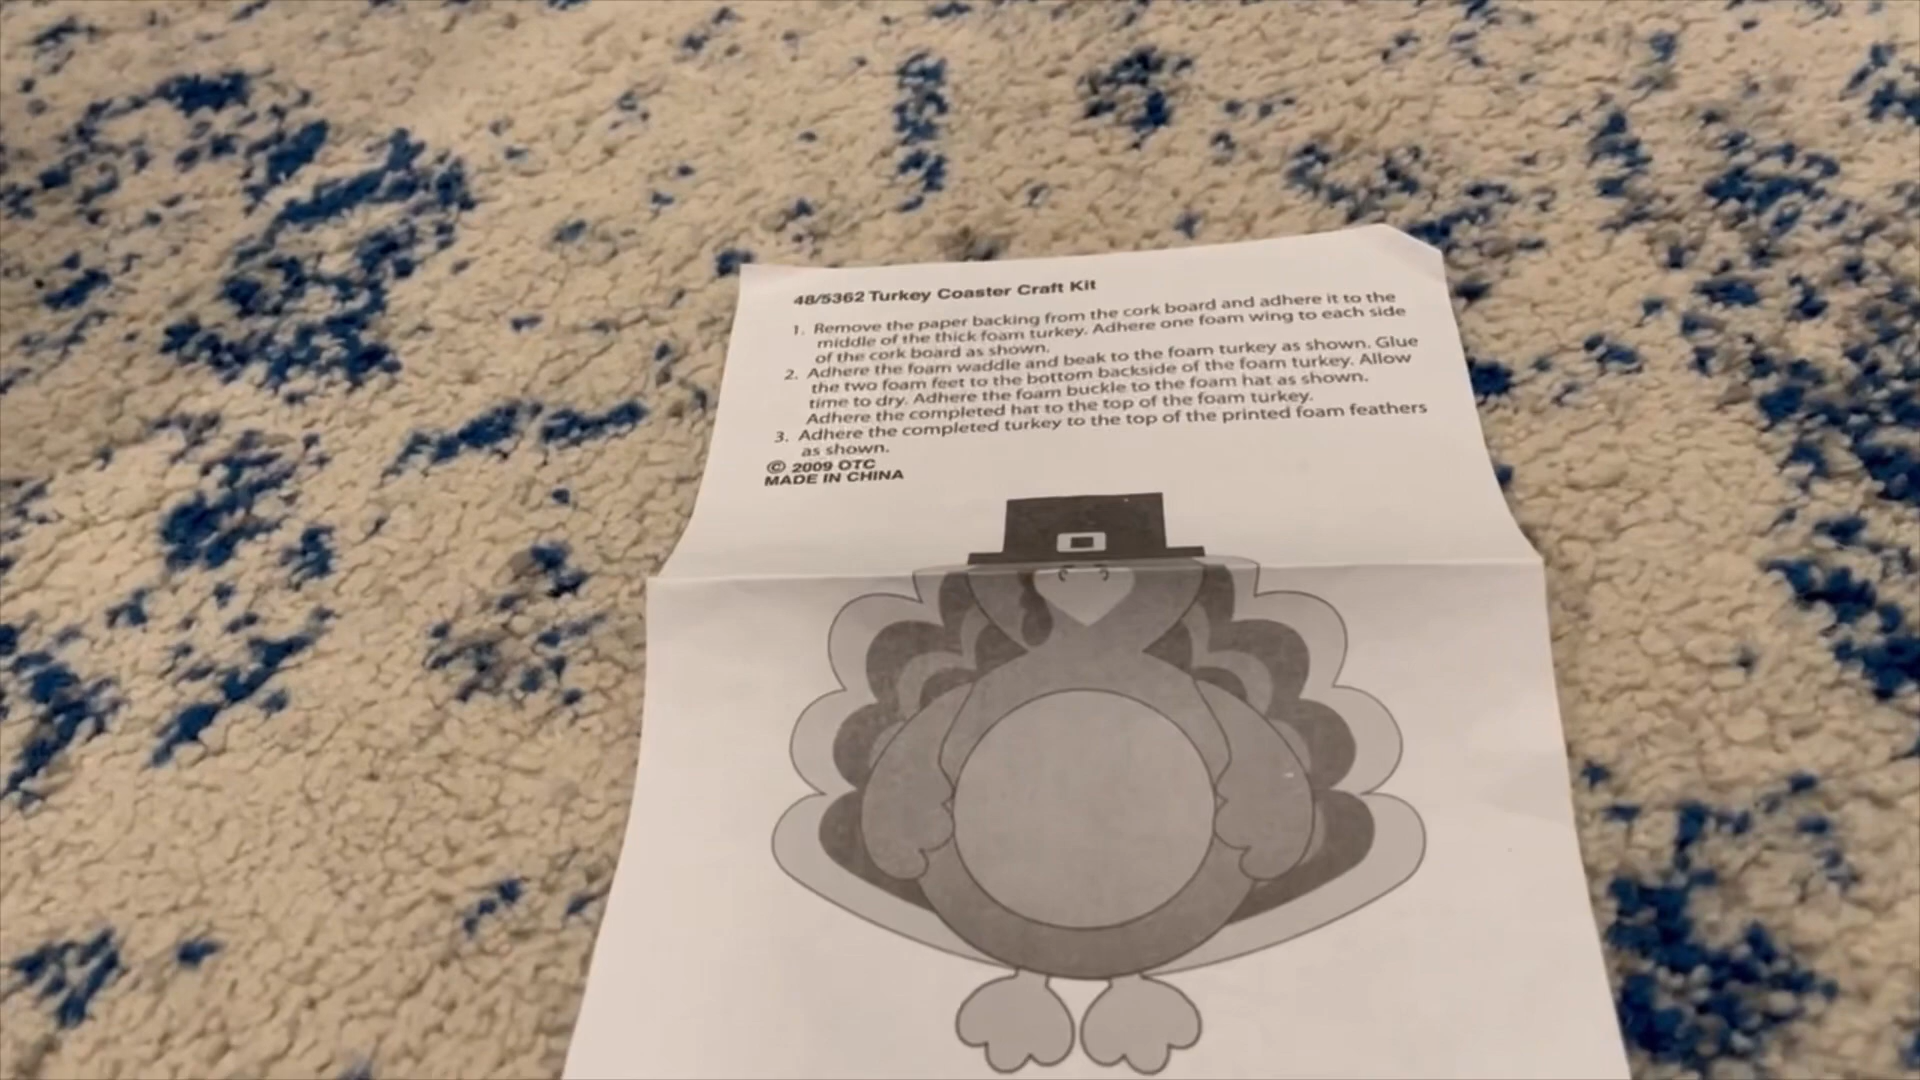 48/5362 Turkey Coaster Craft Kit
1. Remove the paper backing from the cork board and adhere it to the
middle of the thick foam turkey. Adhere one foam wing to each side
of the cork board as shown.
2. Adhere the foam waddle and beak to the foam turkey as shown. Glue
the two foam feet to the bottom backside of the foam turkey. Allow
time to dry. Adhere the foam buckle to the foam hat as shown.
Adhere the completed hat to the top of the foam turkey.
3. Adhere the completed turkey to the top of the printed foam feathers
as shown.
© 2009 OTC
MADE IN CHINA